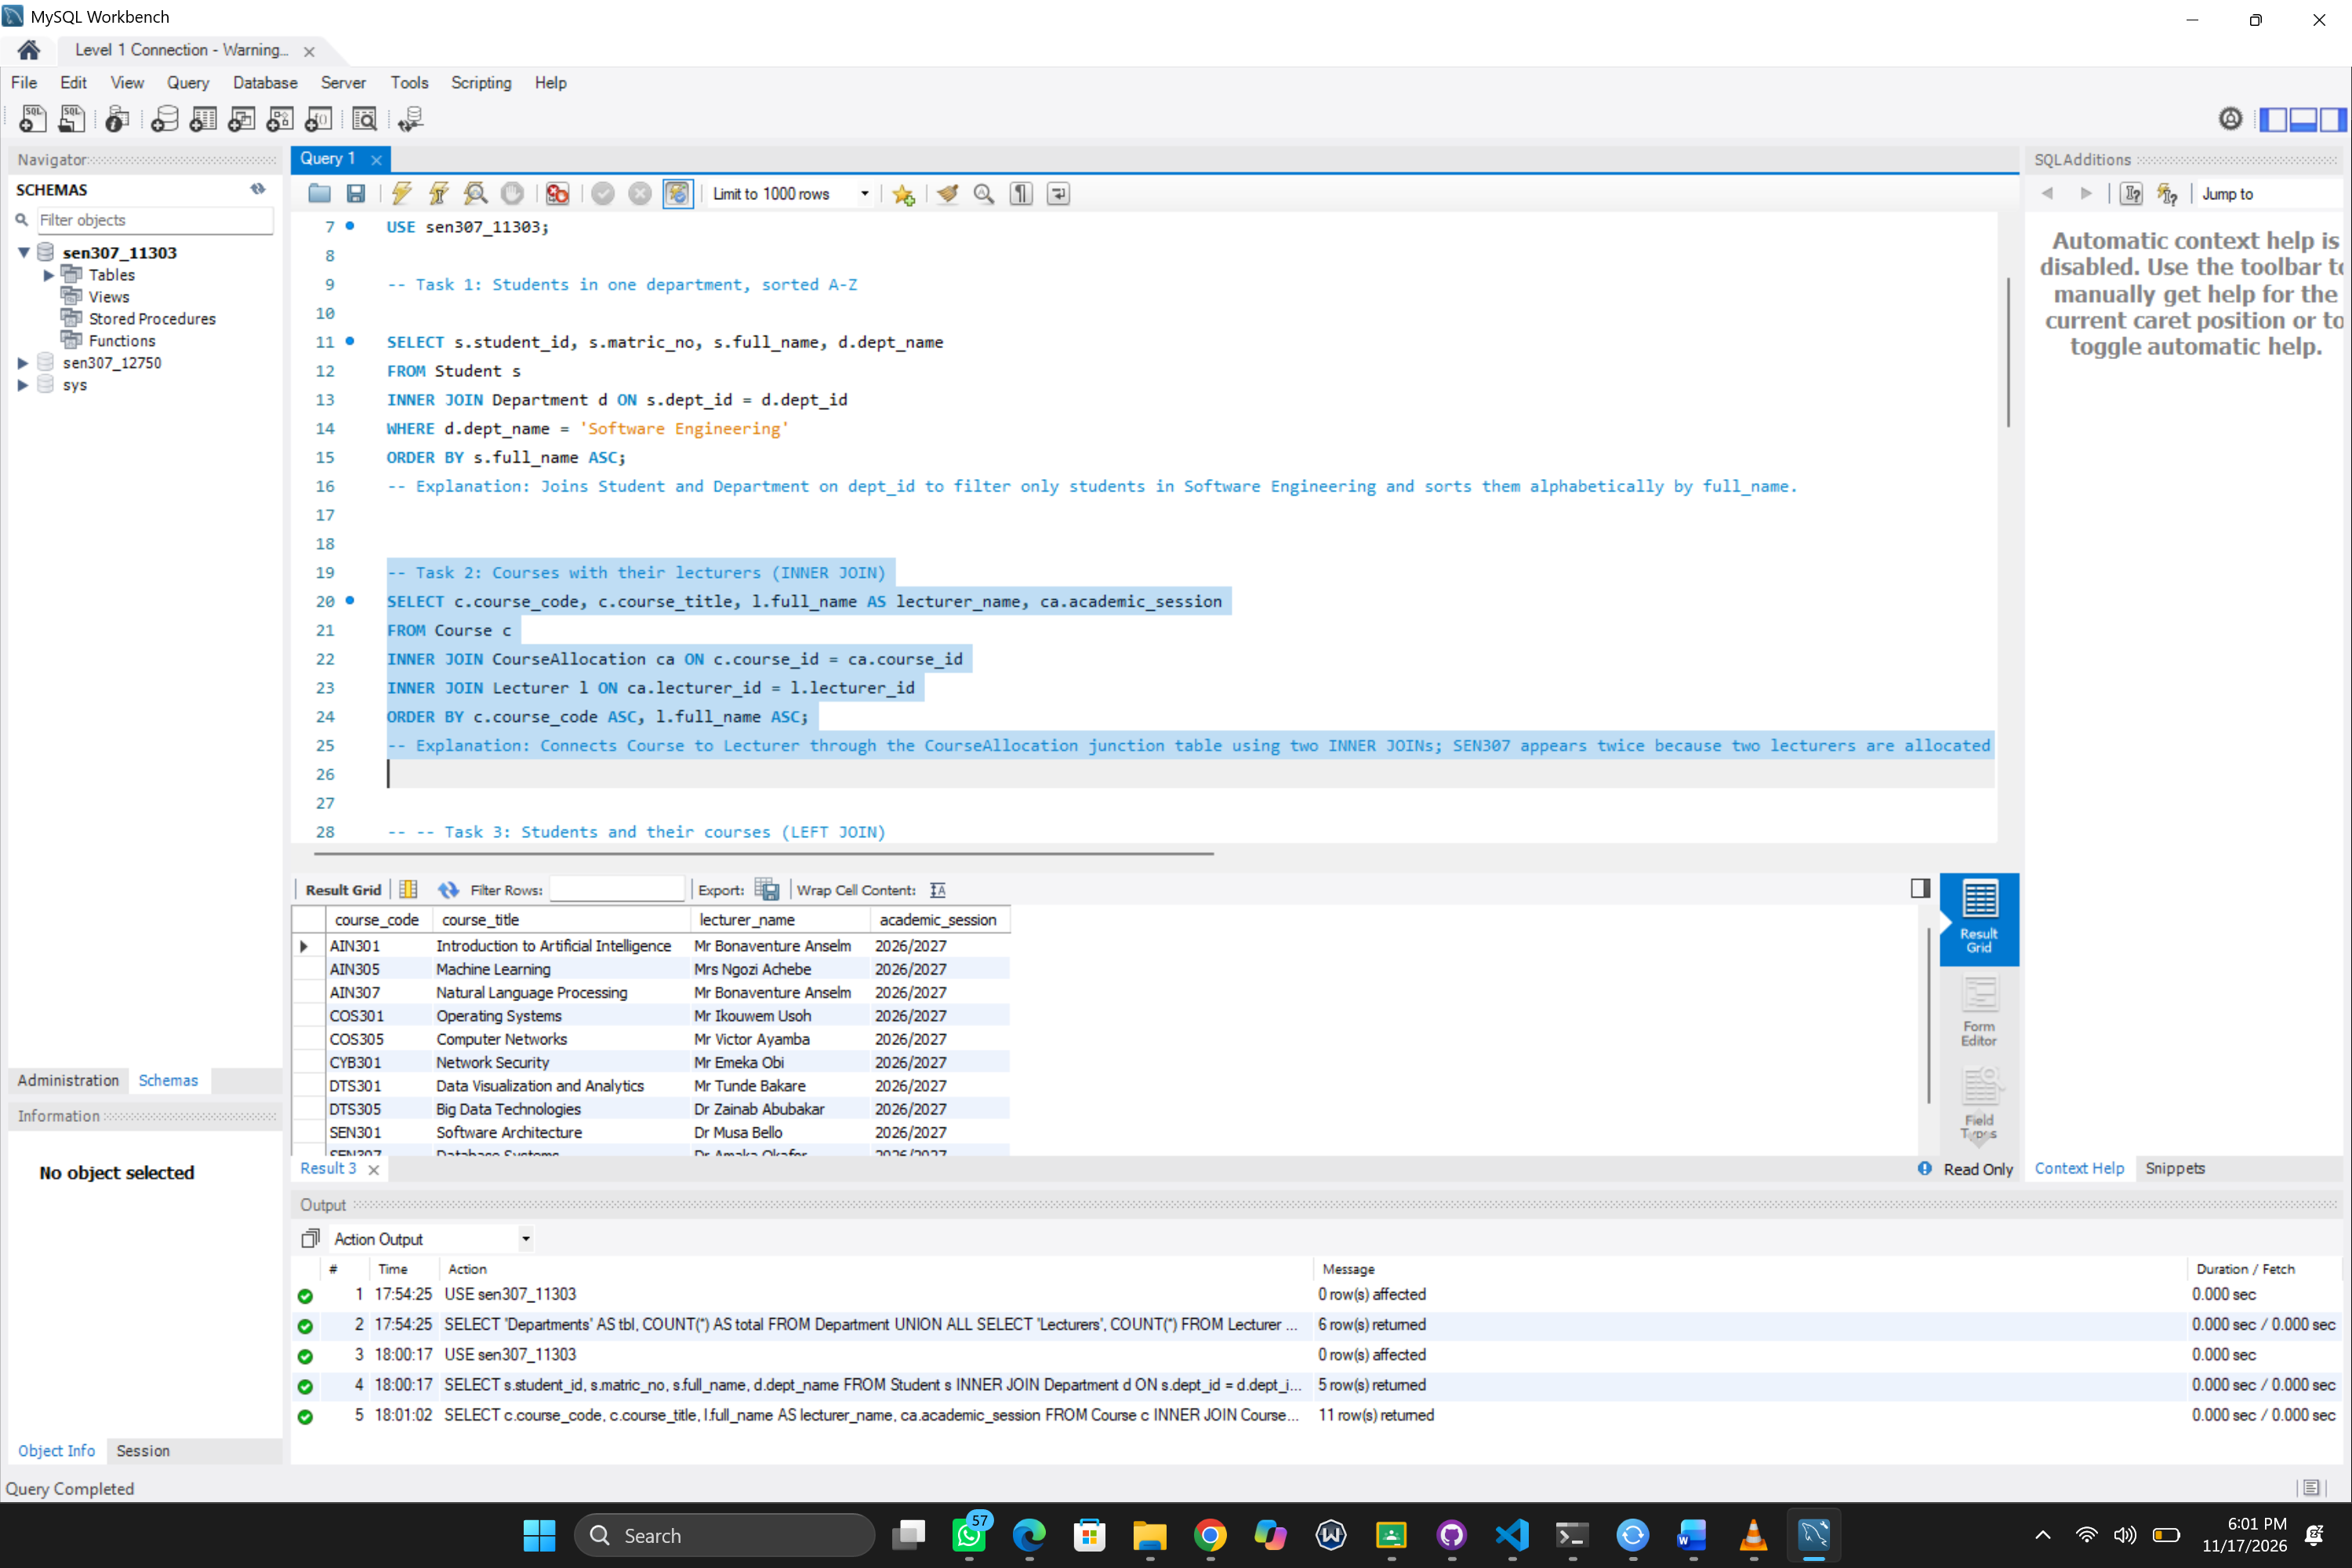 MySQL Workbench
Level 1 Connection - Warning...
File Edit View Query Database Server Tools Scripting Help
Navigator
SCHEMAS
Filter objects
sen307_11303
Tables
Views
Stored Procedures
Functions
sen307_12750
sys
Administration Schemas
Information
No object selected
Object Info Session
Query 1
Limit to 1000 rows
7 USE sen307_11303;
8
9 -- Task 1: Students in one department, sorted A-Z
10
11 SELECT s.student_id, s.matric_no, s.full_name, d.dept_name
12 FROM Student s
13 INNER JOIN Department d ON s.dept_id = d.dept_id
14 WHERE d.dept_name = 'Software Engineering'
15 ORDER BY s.full_name ASC;
16 -- Explanation: Joins Student and Department on dept_id to filter only students in Software Engineering and sorts them alphabetically by full_name.
17
18
19 -- Task 2: Courses with their lecturers (INNER JOIN)
20 SELECT c.course_code, c.course_title, l.full_name AS lecturer_name, ca.academic_session
21 FROM Course c
22 INNER JOIN CourseAllocation ca ON c.course_id = ca.course_id
23 INNER JOIN Lecturer l ON ca.lecturer_id = l.lecturer_id
24 ORDER BY c.course_code ASC, l.full_name ASC;
25 -- Explanation: Connects Course to Lecturer through the CourseAllocation junction table using two INNER JOINs; SEN307 appears twice because two lecturers are allocated
26
27
28 -- -- Task 3: Students and their courses (LEFT JOIN)
Result Grid Filter Rows: Export: Wrap Cell Content:
course_code course_title lecturer_name academic_session
AIN301 Introduction to Artificial Intelligence Mr Bonaventure Anselm 2026/2027
AIN305 Machine Learning Mrs Ngozi Achebe 2026/2027
AIN307 Natural Language Processing Mr Bonaventure Anselm 2026/2027
COS301 Operating Systems Mr Ikouwem Usoh 2026/2027
COS305 Computer Networks Mr Victor Ayamba 2026/2027
CYB301 Network Security Mr Emeka Obi 2026/2027
DTS301 Data Visualization and Analytics Mr Tunde Bakare 2026/2027
DTS305 Big Data Technologies Dr Zainab Abubakar 2026/2027
SEN301 Software Architecture Dr Musa Bello 2026/2027
SEN307 Database Systems Dr Amaka Okafor 2026/2027
Result Grid
Form Editor
Field Types
Result 3
Read Only
SQLAdditions
Jump to
Automatic context help is
disabled. Use the toolbar to
manually get help for the
current caret position or to
toggle automatic help.
Context Help Snippets
Output
Action Output
# Time Action Message Duration / Fetch
1 17:54:25 USE sen307_11303 0 row(s) affected 0.000 sec
2 17:54:25 SELECT 'Departments' AS tbl, COUNT(*) AS total FROM Department UNION ALL SELECT 'Lecturers', COUNT(*) FROM Lecturer ... 6 row(s) returned 0.000 sec / 0.000 sec
3 18:00:17 USE sen307_11303 0 row(s) affected 0.000 sec
4 18:00:17 SELECT s.student_id, s.matric_no, s.full_name, d.dept_name FROM Student s INNER JOIN Department d ON s.dept_id = d.dept_i... 5 row(s) returned 0.000 sec / 0.000 sec
5 18:01:02 SELECT c.course_code, c.course_title, l.full_name AS lecturer_name, ca.academic_session FROM Course c INNER JOIN Course... 11 row(s) returned 0.000 sec / 0.000 sec
Query Completed
Search
57
6:01 PM
11/17/2026